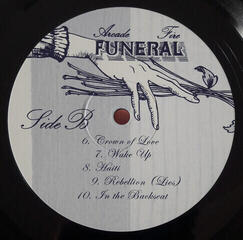 Arcade Fire
FUNERAL
Side B
6. Crown of Love
7. Wake Up
8. Haïti
9. Rebellion (Lies)
10. In the Backseat